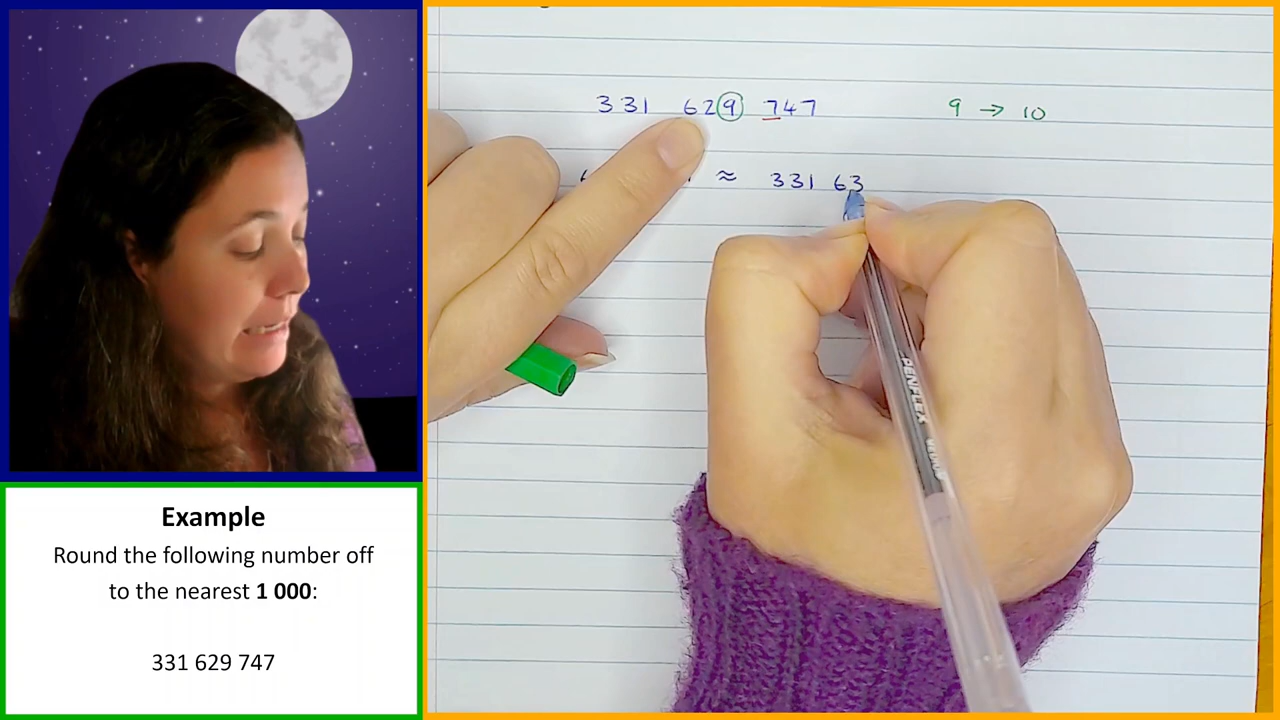 Example
Round the following number off
to the nearest 1 000:
331 629 747
331 629 747 9 → 10
≈ 331 63
PENFLEX